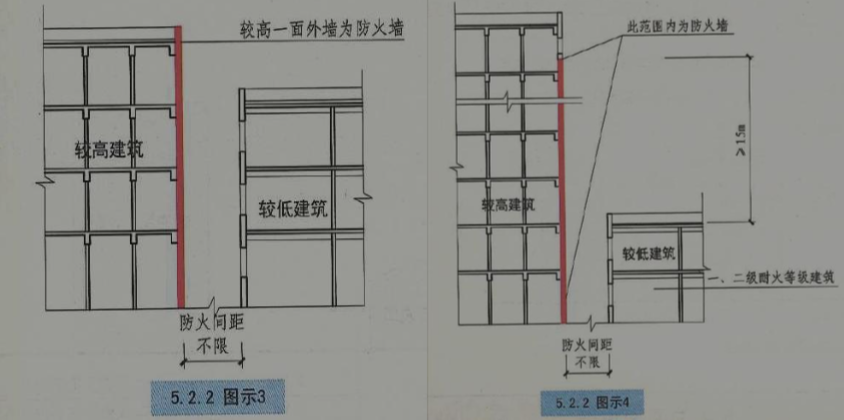 较高一面外墙为防火墙
较高建筑
较低建筑
防火间距
不限
5.2.2 图示3
此范围内为防火墙
≥15m
较高建筑
较低建筑
一、二级耐火等级建筑
防火间距
不限
5.2.2 图示4